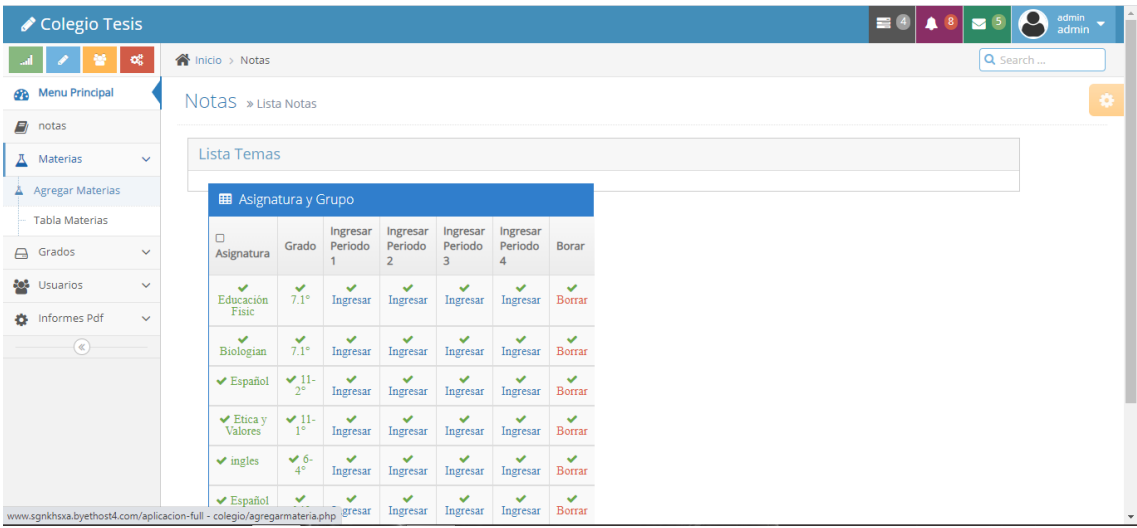 Colegio Tesis
4
8
5
admin
admin
Inicio > Notas
Search ...
Menu Principal
notas
Materias
Agregar Materias
Tabla Materias
Grados
Usuarios
Informes Pdf
Notas » Lista Notas
Lista Temas
Asignatura y Grupo
Asignatura
Grado
Ingresar Periodo 1
Ingresar Periodo 2
Ingresar Periodo 3
Ingresar Periodo 4
Borar
Educación Fisic 7.1° Ingresar Ingresar Ingresar Ingresar Borrar
Biologian 7.1° Ingresar Ingresar Ingresar Ingresar Borrar
Español 11-2° Ingresar Ingresar Ingresar Ingresar Borrar
Etica y Valores 11-1° Ingresar Ingresar Ingresar Ingresar Borrar
ingles 6-4° Ingresar Ingresar Ingresar Ingresar Borrar
Español Ingresar Ingresar Ingresar Borrar
www.sgnkhsxa.byethost4.com/aplicacion-full - colegio/agregarmateria.php